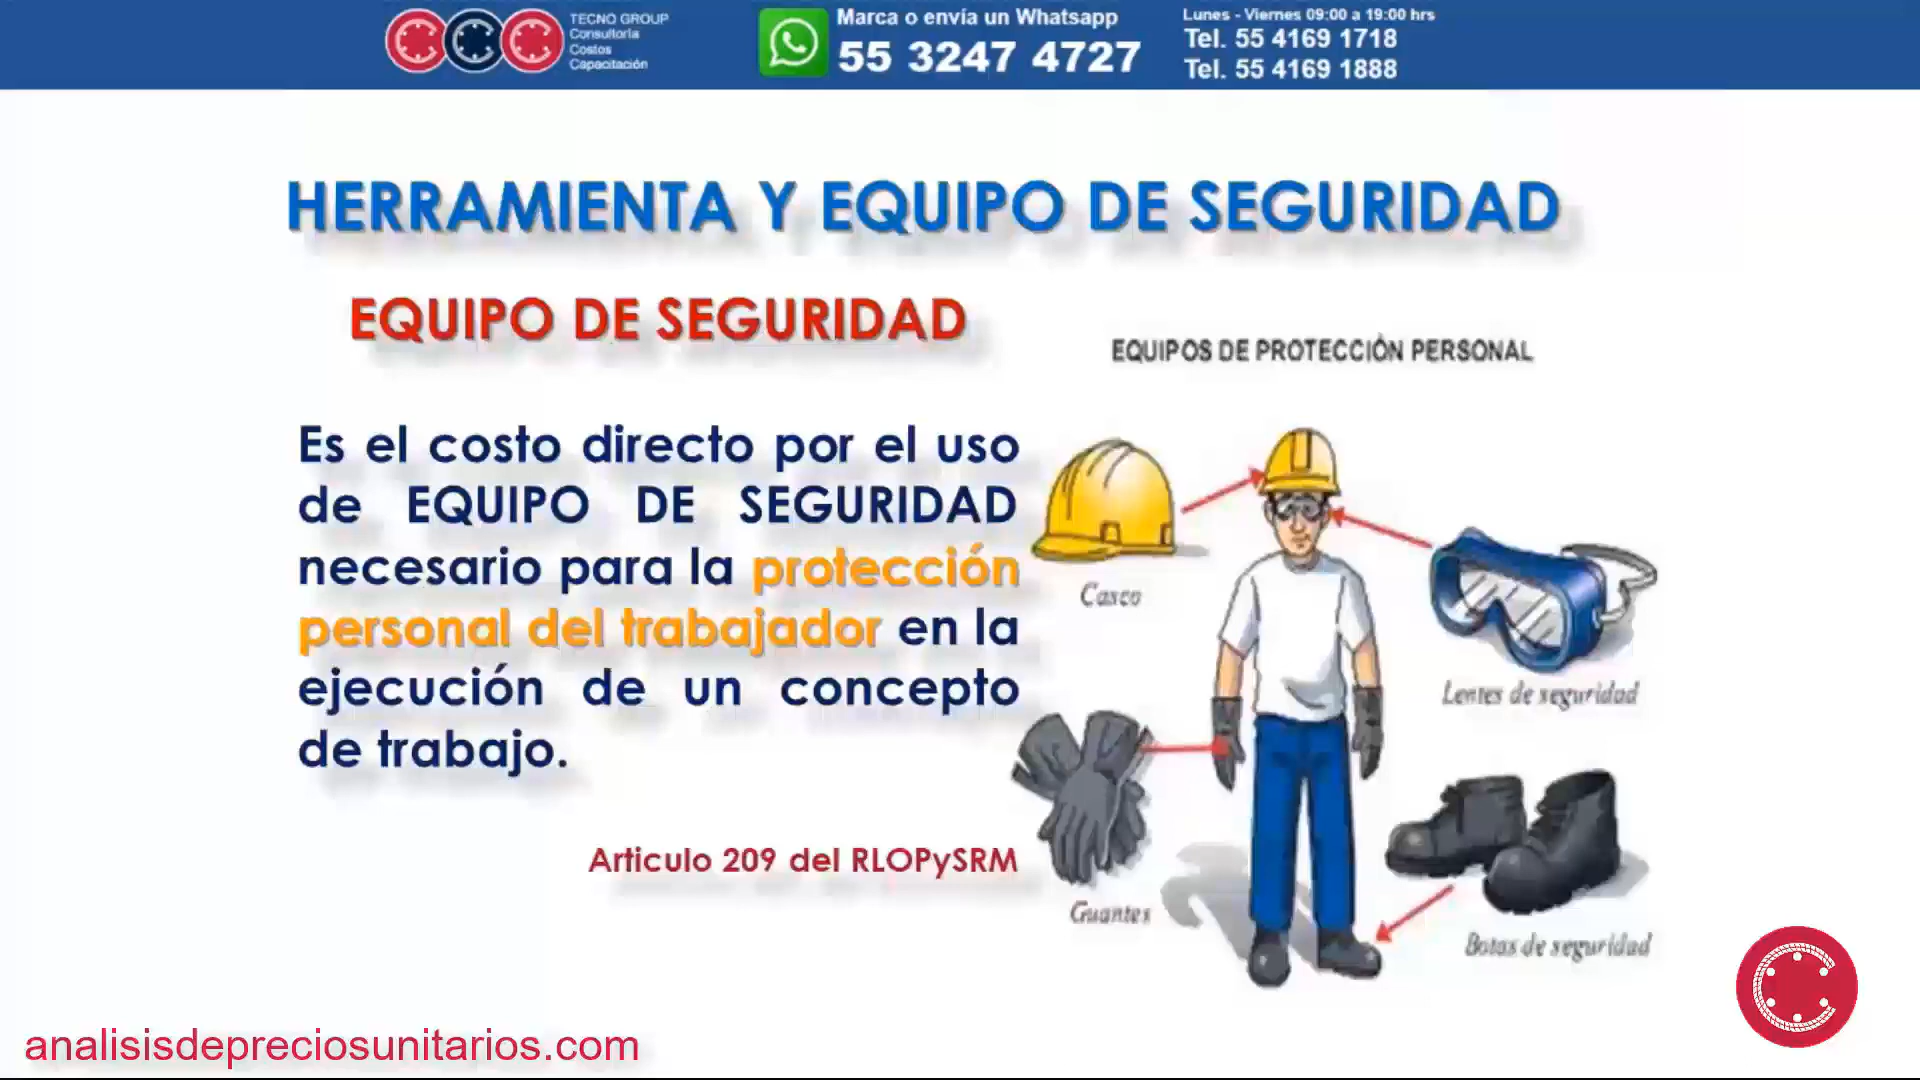 TECNO GROUP
Consultoría
Costos
Capacitación
Marca o envía un Whatsapp
55 3247 4727
Lunes - Viernes 09:00 a 19:00 hrs
Tel. 55 4169 1718
Tel. 55 4169 1888
HERRAMIENTA Y EQUIPO DE SEGURIDAD
EQUIPO DE SEGURIDAD
EQUIPOS DE PROTECCIÓN PERSONAL
Es el costo directo por el uso
de EQUIPO DE SEGURIDAD
necesario para la protección
personal del trabajador en la
ejecución de un concepto
de trabajo.
Casco
Lentes de seguridad
Articulo 209 del RLOPySRM
Guantes
Botas de seguridad
analisisdepreciosunitarios.com